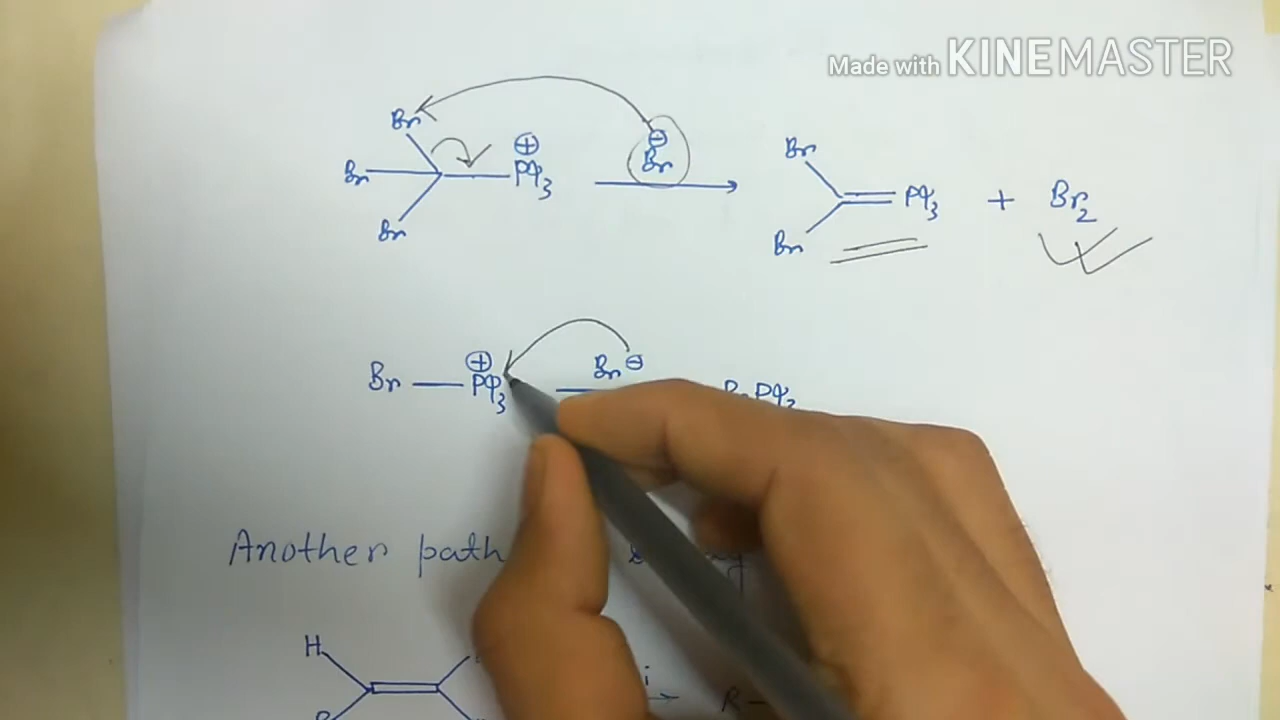 Made with KINEMASTER
Br
Br
Br
⊕
PΦ3
⊖
Br
Br
Br
PΦ3 + Br2
Br
⊕
PΦ3
Br ⊖
Another path
H
R